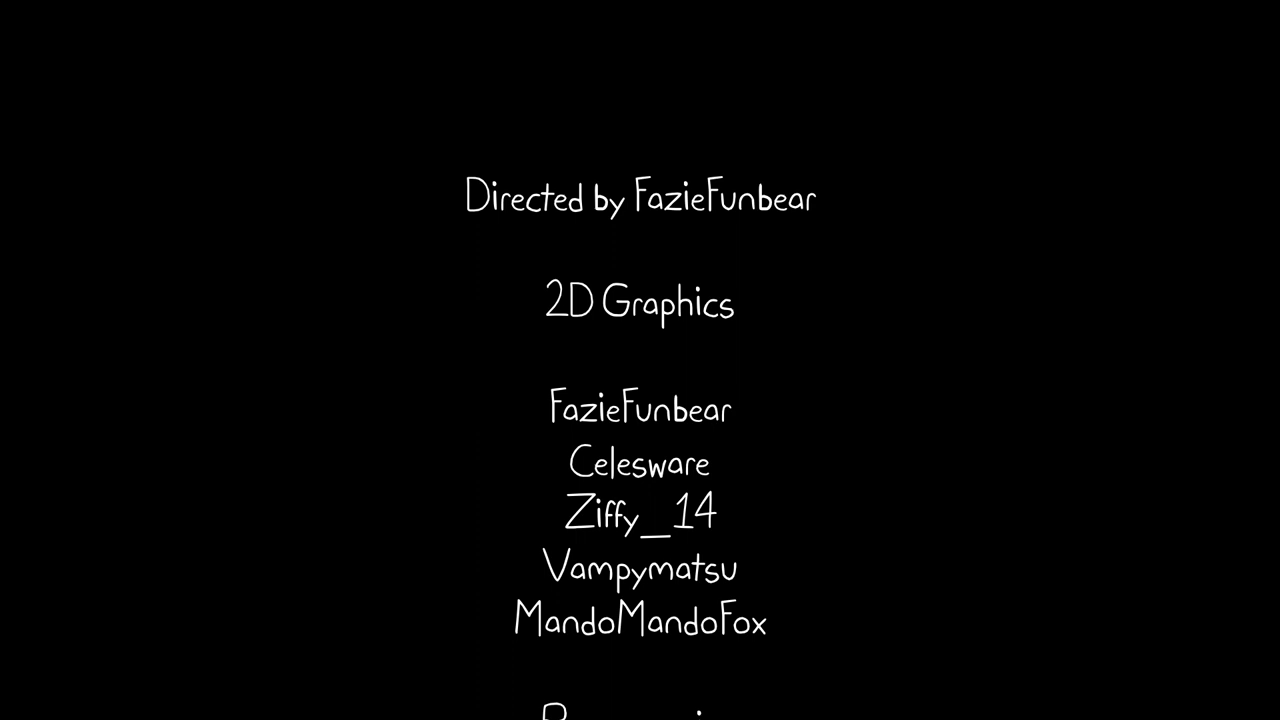 Directed by FazieFunbear
2D Graphics
FazieFunbear
Celesware
Ziffy_14
Vampymatsu
MandoMandoFox